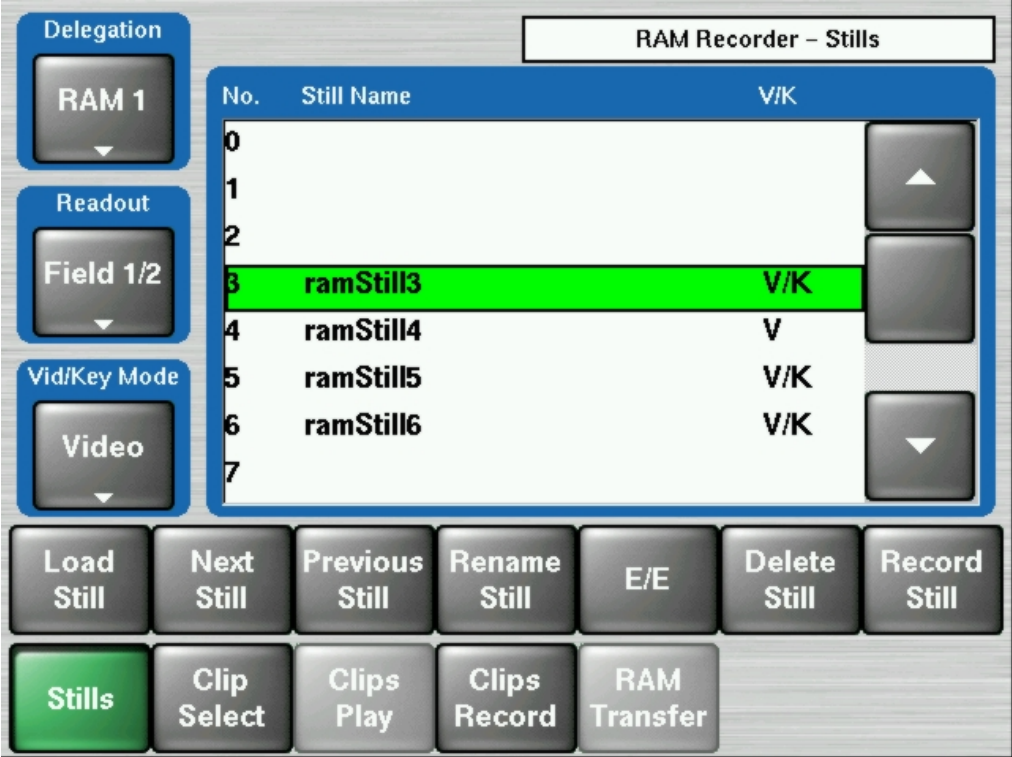 Delegation
RAM 1
RAM Recorder – Stills
No. Still Name V/K
0
1
2
3 ramStill3 V/K
4 ramStill4 V
5 ramStill5 V/K
6 ramStill6 V/K
7
Readout
Field 1/2
Vid/Key Mode
Video
Load
Still
Next
Still
Previous
Still
Rename
Still
E/E
Delete
Still
Record
Still
Stills
Clip
Select
Clips
Play
Clips
Record
RAM
Transfer